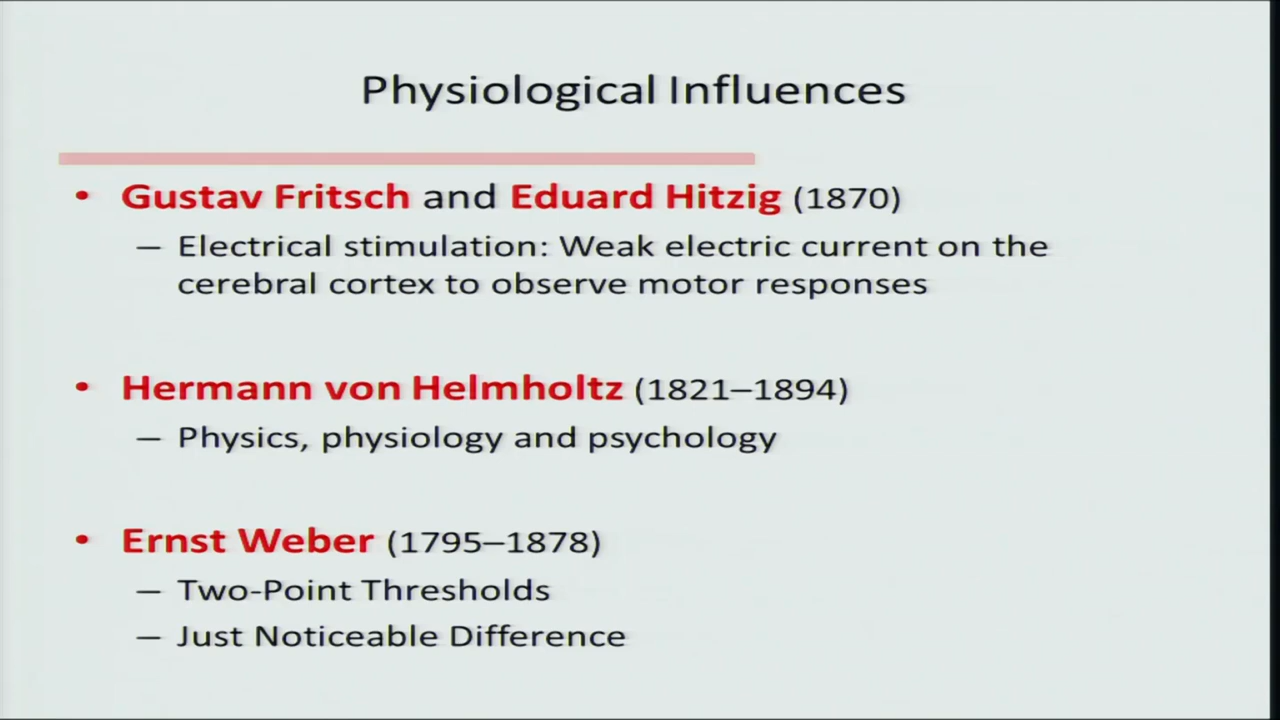 Physiological Influences
• Gustav Fritsch and Eduard Hitzig (1870)
– Electrical stimulation: Weak electric current on the
cerebral cortex to observe motor responses
• Hermann von Helmholtz (1821–1894)
– Physics, physiology and psychology
• Ernst Weber (1795–1878)
– Two-Point Thresholds
– Just Noticeable Difference